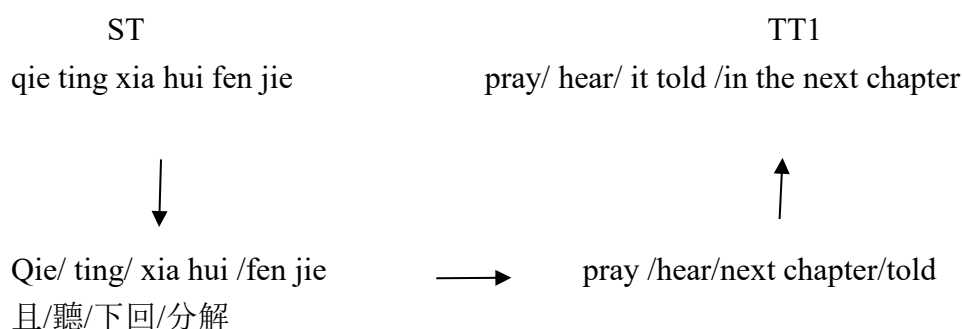 ST TT1
qie ting xia hui fen jie pray/ hear/ it told /in the next chapter
Qie/ ting/ xia hui /fen jie pray /hear/next chapter/told
且/聽/下回/分解